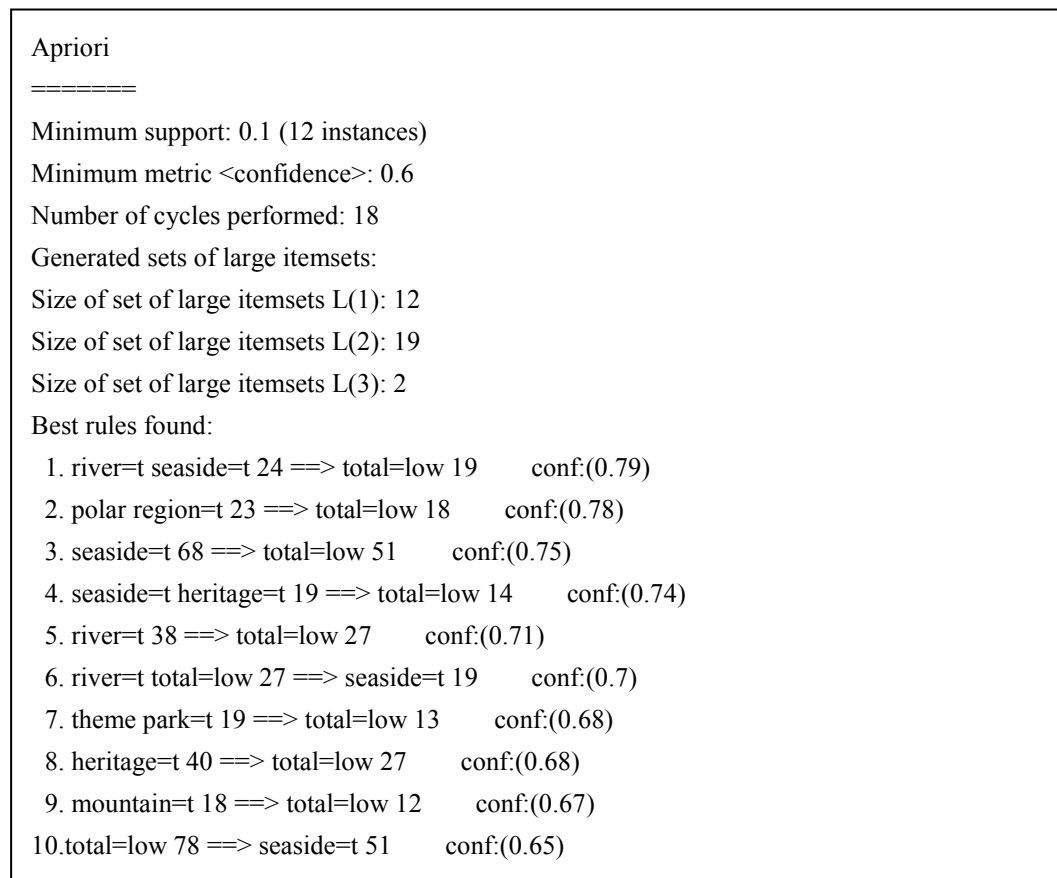 Apriori
=======
Minimum support: 0.1 (12 instances)
Minimum metric <confidence>: 0.6
Number of cycles performed: 18
Generated sets of large itemsets:
Size of set of large itemsets L(1): 12
Size of set of large itemsets L(2): 19
Size of set of large itemsets L(3): 2
Best rules found:
1. river=t seaside=t 24 ==> total=low 19 conf:(0.79)
2. polar region=t 23 ==> total=low 18 conf:(0.78)
3. seaside=t 68 ==> total=low 51 conf:(0.75)
4. seaside=t heritage=t 19 ==> total=low 14 conf:(0.74)
5. river=t 38 ==> total=low 27 conf:(0.71)
6. river=t total=low 27 ==> seaside=t 19 conf:(0.7)
7. theme park=t 19 ==> total=low 13 conf:(0.68)
8. heritage=t 40 ==> total=low 27 conf:(0.68)
9. mountain=t 18 ==> total=low 12 conf:(0.67)
10.total=low 78 ==> seaside=t 51 conf:(0.65)